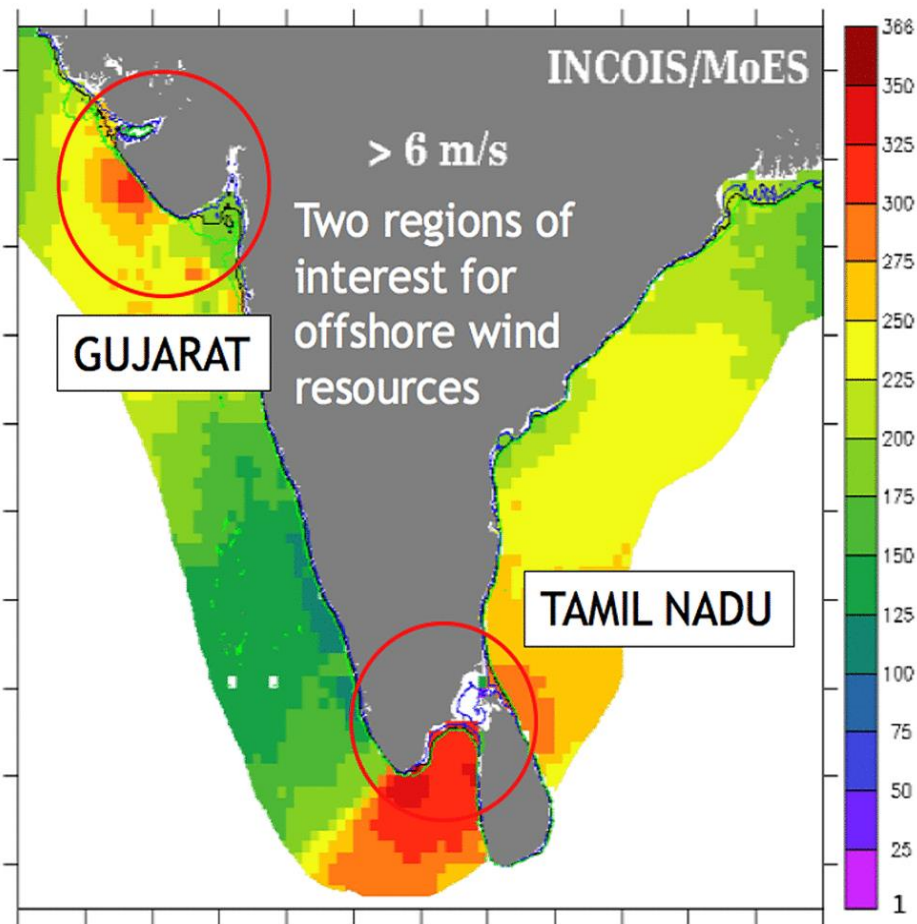 INCOIS/MoES
> 6 m/s
Two regions of
interest for
offshore wind
resources
GUJARAT
TAMIL NADU
366
350
325
300
275
250
225
200
175
150
125
100
75
50
25
1